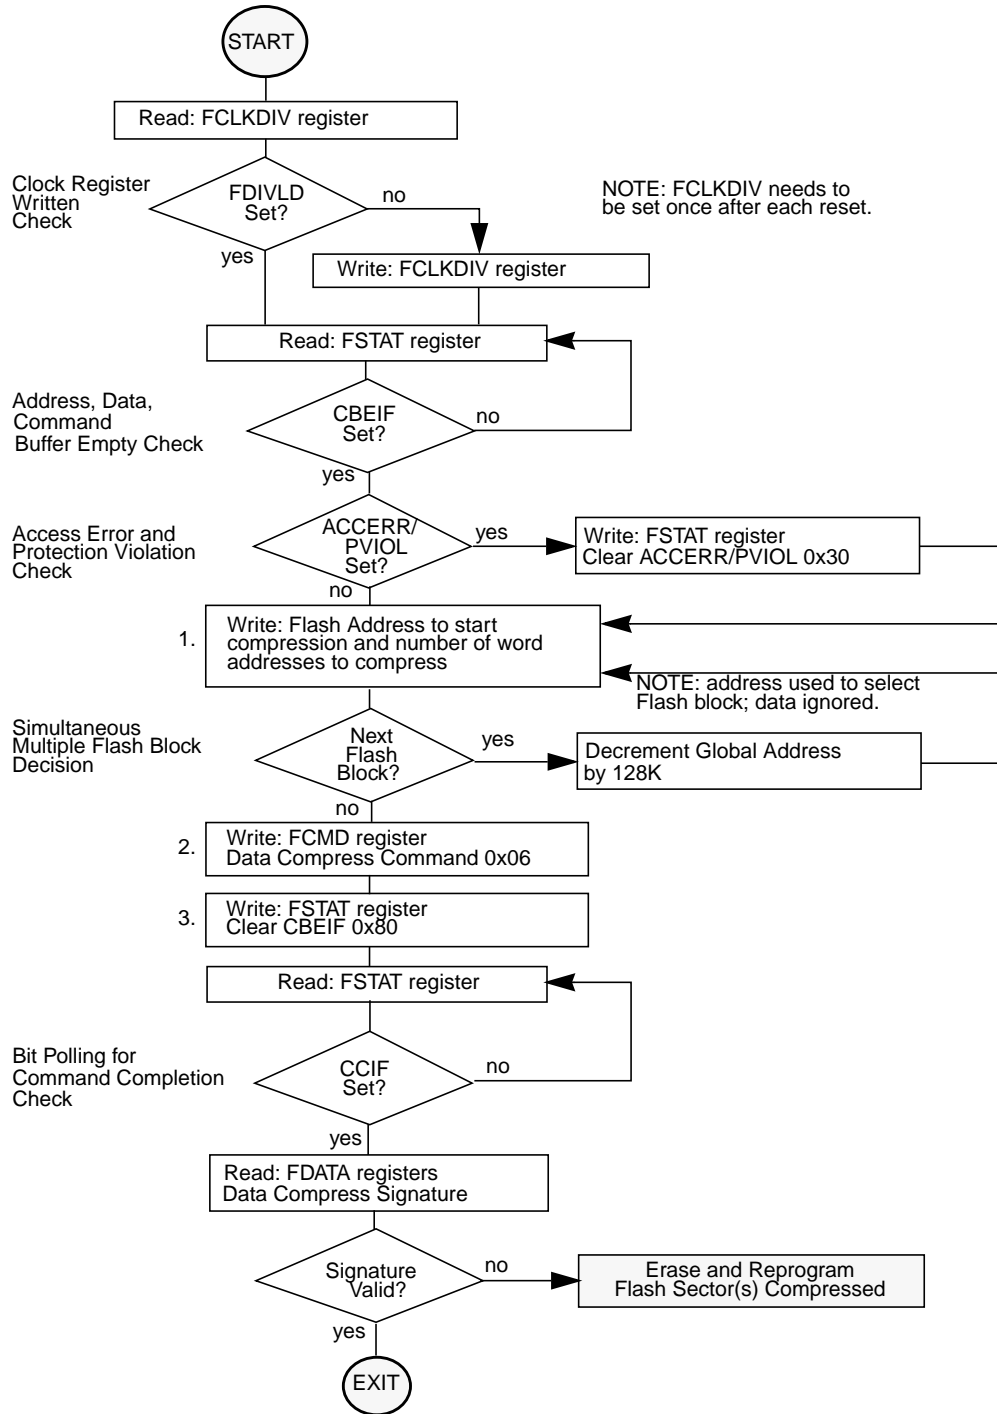 START
Read: FCLKDIV register
Clock Register
Written
Check
FDIVLD
Set?
no
yes
NOTE: FCLKDIV needs to
be set once after each reset.
Write: FCLKDIV register
Read: FSTAT register
Address, Data,
Command
Buffer Empty Check
CBEIF
Set?
no
yes
Access Error and
Protection Violation
Check
ACCERR/
PVIOL
Set?
yes
no
Write: FSTAT register
Clear ACCERR/PVIOL 0x30
1.
Write: Flash Address to start
compression and number of word
addresses to compress
NOTE: address used to select
Flash block; data ignored.
Simultaneous
Multiple Flash Block
Decision
Next
Flash
Block?
yes
no
Decrement Global Address
by 128K
2.
Write: FCMD register
Data Compress Command 0x06
3.
Write: FSTAT register
Clear CBEIF 0x80
Read: FSTAT register
Bit Polling for
Command Completion
Check
CCIF
Set?
no
yes
Read: FDATA registers
Data Compress Signature
Signature
Valid?
no
yes
Erase and Reprogram
Flash Sector(s) Compressed
EXIT